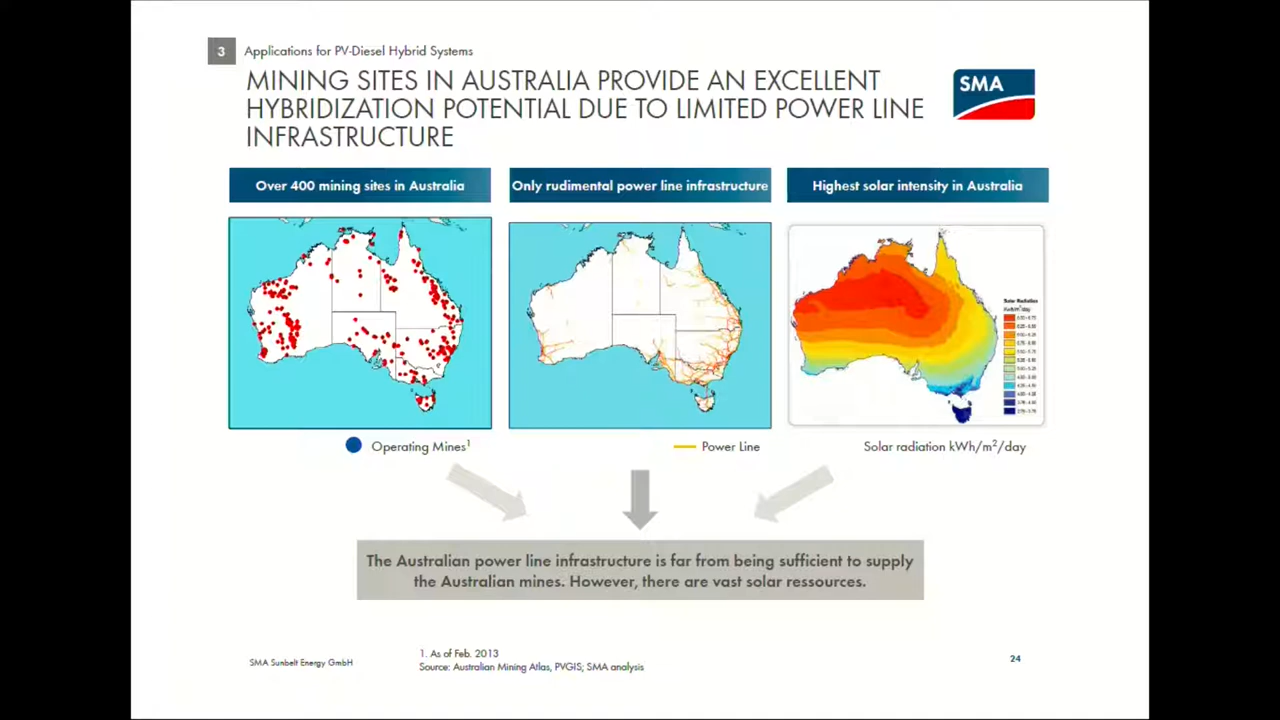 3
Applications for PV-Diesel Hybrid Systems
MINING SITES IN AUSTRALIA PROVIDE AN EXCELLENT
HYBRIDIZATION POTENTIAL DUE TO LIMITED POWER LINE
INFRASTRUCTURE
SMA
Over 400 mining sites in Australia
Only rudimental power line infrastructure
Highest solar intensity in Australia
Solar Radiation
Operating Mines¹
Power Line
Solar radiation kWh/m²/day
The Australian power line infrastructure is far from being sufficient to supply
the Australian mines. However, there are vast solar ressources.
SMA Sunbelt Energy GmbH
1. As of Feb. 2013
Source: Australian Mining Atlas, PVGIS; SMA analysis
24